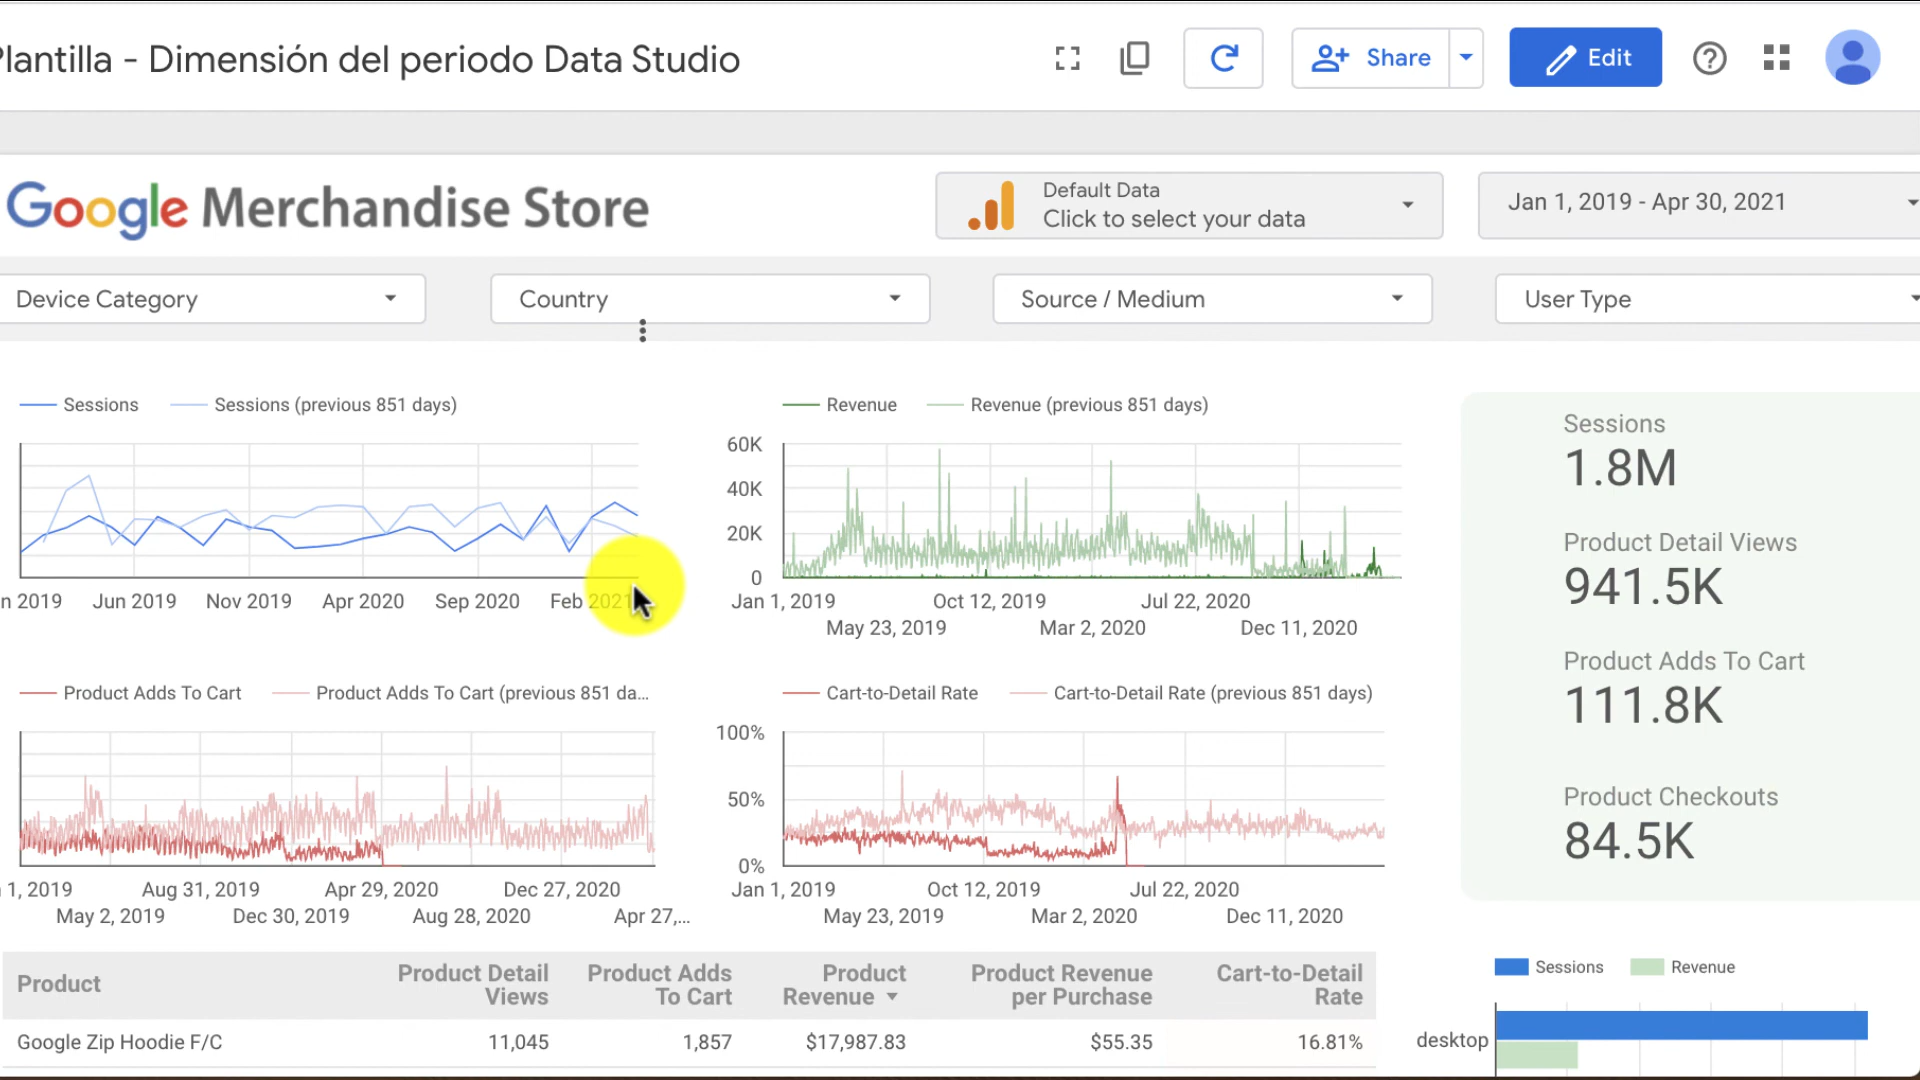 lantilla - Dimensión del periodo Data Studio
Share
Edit
Google Merchandise Store
Default Data
Click to select your data
Jan 1, 2019 - Apr 30, 2021
Device Category
Country
Source / Medium
User Type
Sessions
Sessions (previous 851 days)
n 2019
Jun 2019
Nov 2019
Apr 2020
Sep 2020
Feb 2021
Revenue
Revenue (previous 851 days)
60K
40K
20K
0
Jan 1, 2019
Oct 12, 2019
Jul 22, 2020
May 23, 2019
Mar 2, 2020
Dec 11, 2020
Sessions
1.8M
Product Detail Views
941.5K
Product Adds To Cart
111.8K
Product Checkouts
84.5K
Product Adds To Cart
Product Adds To Cart (previous 851 da...
1, 2019
Aug 31, 2019
Apr 29, 2020
Dec 27, 2020
May 2, 2019
Dec 30, 2019
Aug 28, 2020
Apr 27,...
Cart-to-Detail Rate
Cart-to-Detail Rate (previous 851 days)
100%
50%
0%
Jan 1, 2019
Oct 12, 2019
Jul 22, 2020
May 23, 2019
Mar 2, 2020
Dec 11, 2020
Product
Product Detail Views
Product Adds To Cart
Product Revenue
Product Revenue per Purchase
Cart-to-Detail Rate
Google Zip Hoodie F/C
11,045
1,857
$17,987.83
$55.35
16.81%
Sessions
Revenue
desktop